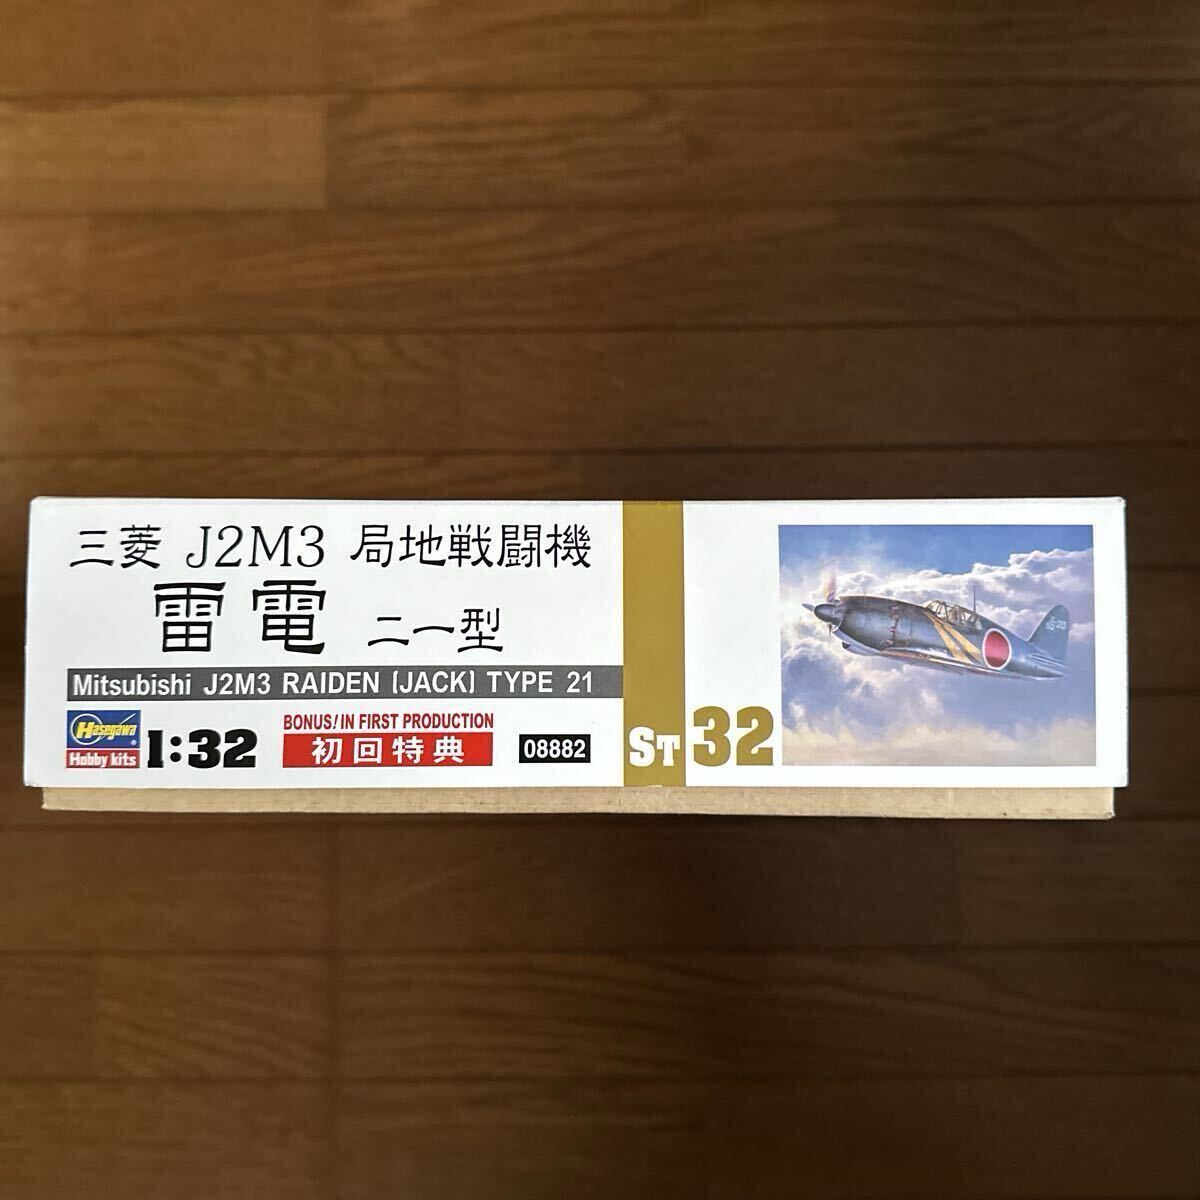 三菱 J2M3 局地戦闘機
雷電 二一型
Mitsubishi J2M3 RAIDEN (JACK) TYPE 21
Hasegawa
Hobby kits
1:32
BONUS! IN FIRST PRODUCTION
初回特典
08882
ST 32